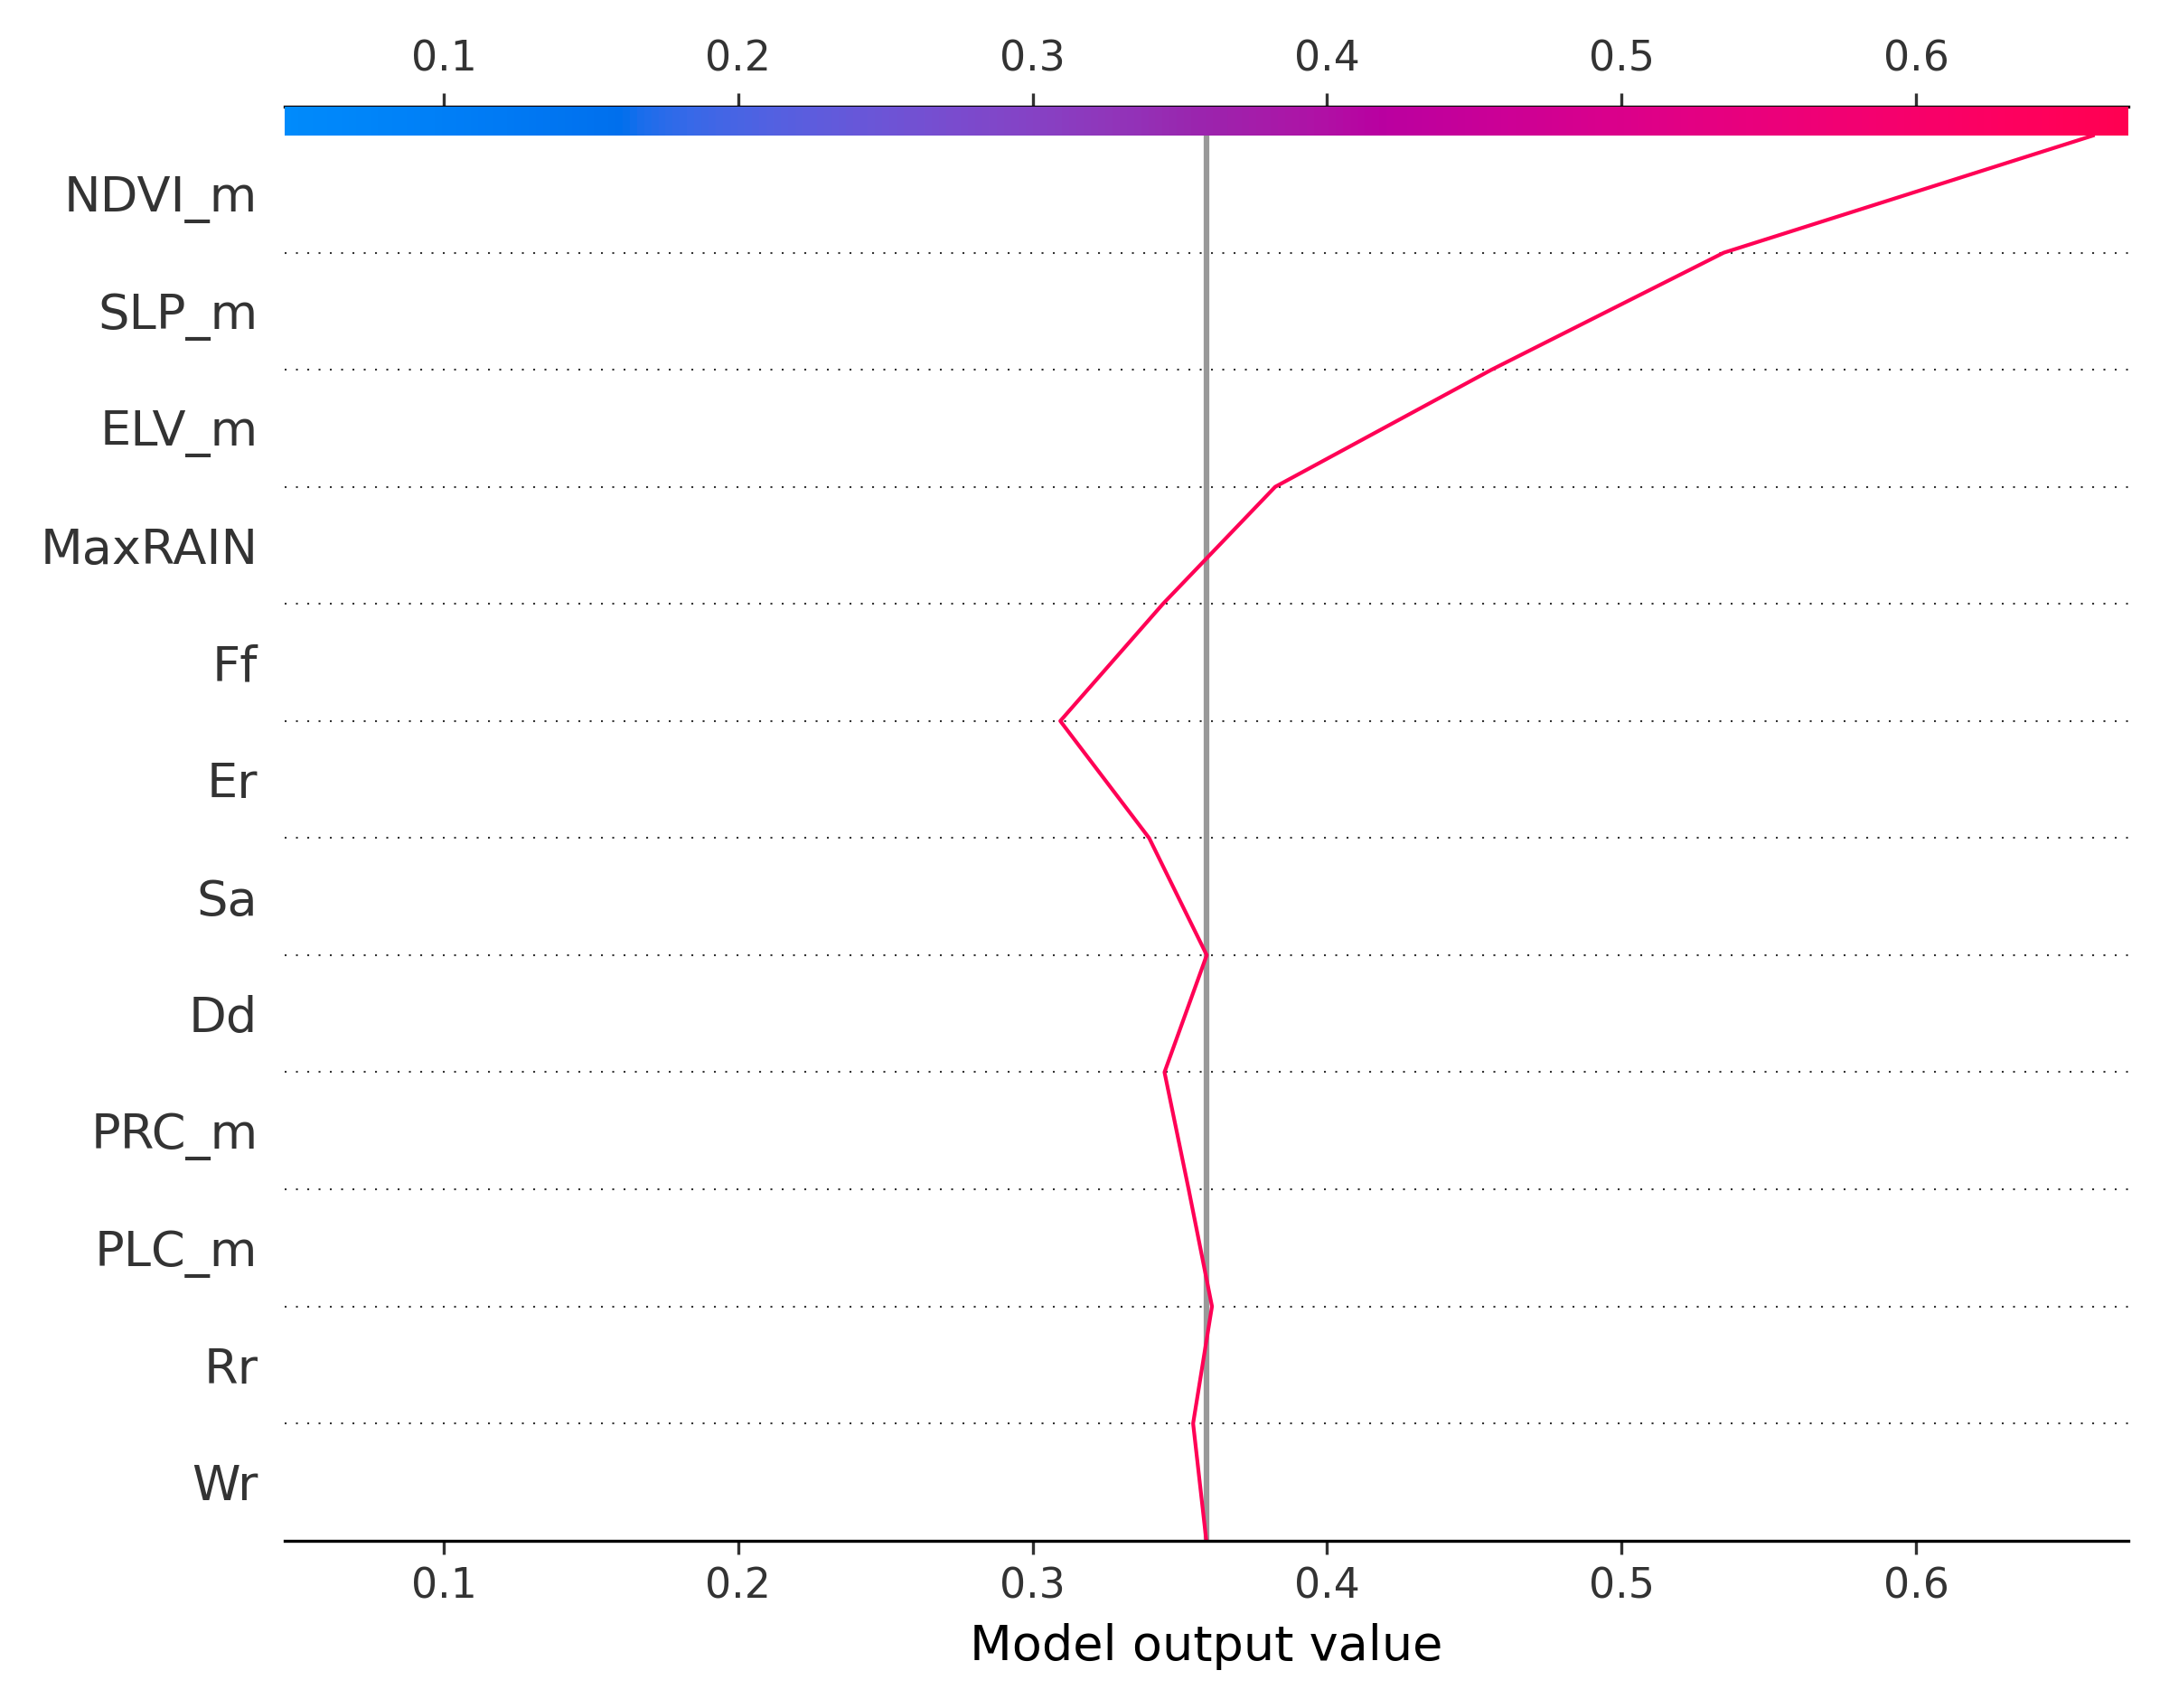 0.1 0.2 0.3 0.4 0.5 0.6
NDVI_m
SLP_m
ELV_m
MaxRAIN
Ff
Er
Sa
Dd
PRC_m
PLC_m
Rr
Wr
0.1 0.2 0.3 0.4 0.5 0.6
Model output value